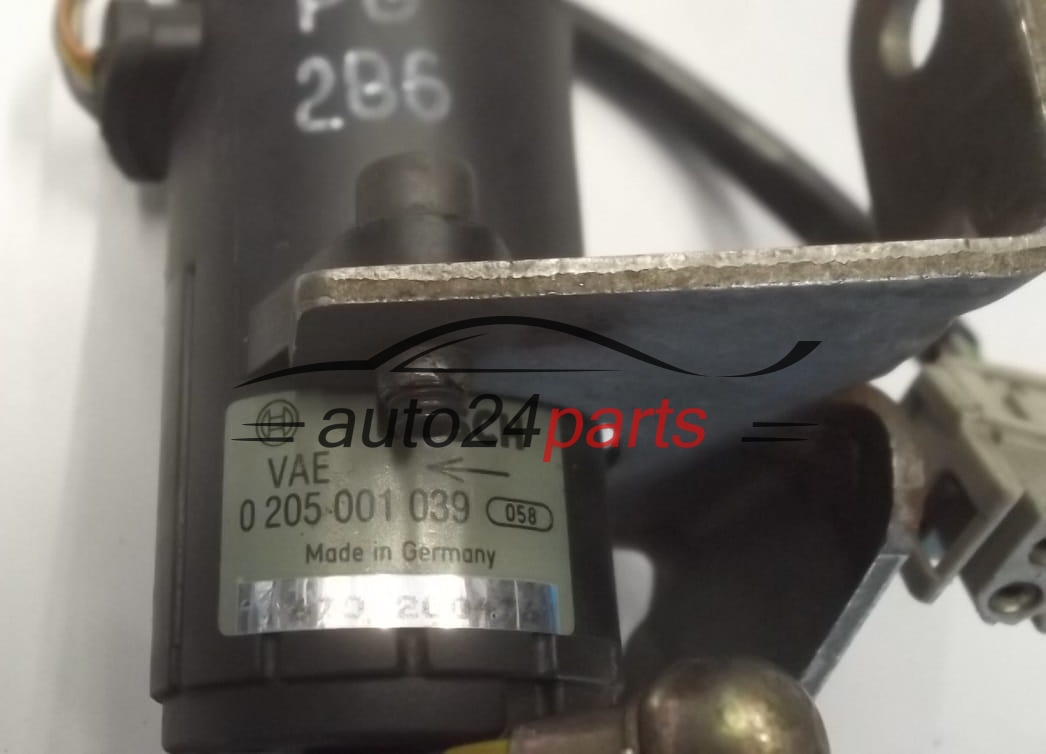 2B6
auto24parts
VAE
0 205 001 039 058
Made in Germany